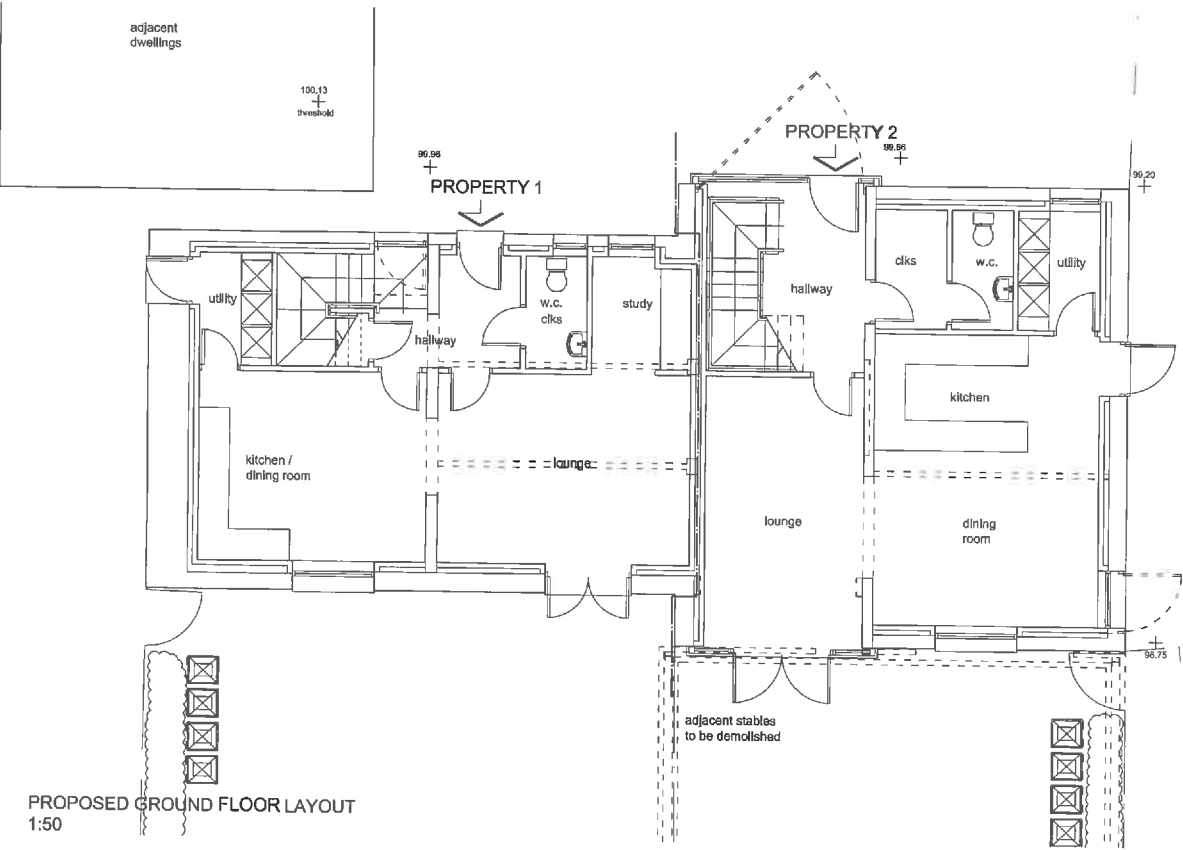 adjacent
dwellings
100.13
threshold
99.98
PROPERTY 1
PROPERTY 2
99.66
99.20
utility
hallway
w.c.
clks
study
hallway
clks
w.c.
utility
kitchen /
dining room
lounge
kitchen
lounge
dining
room
98.75
adjacent stables
to be demolished
PROPOSED GROUND FLOOR LAYOUT
1:50